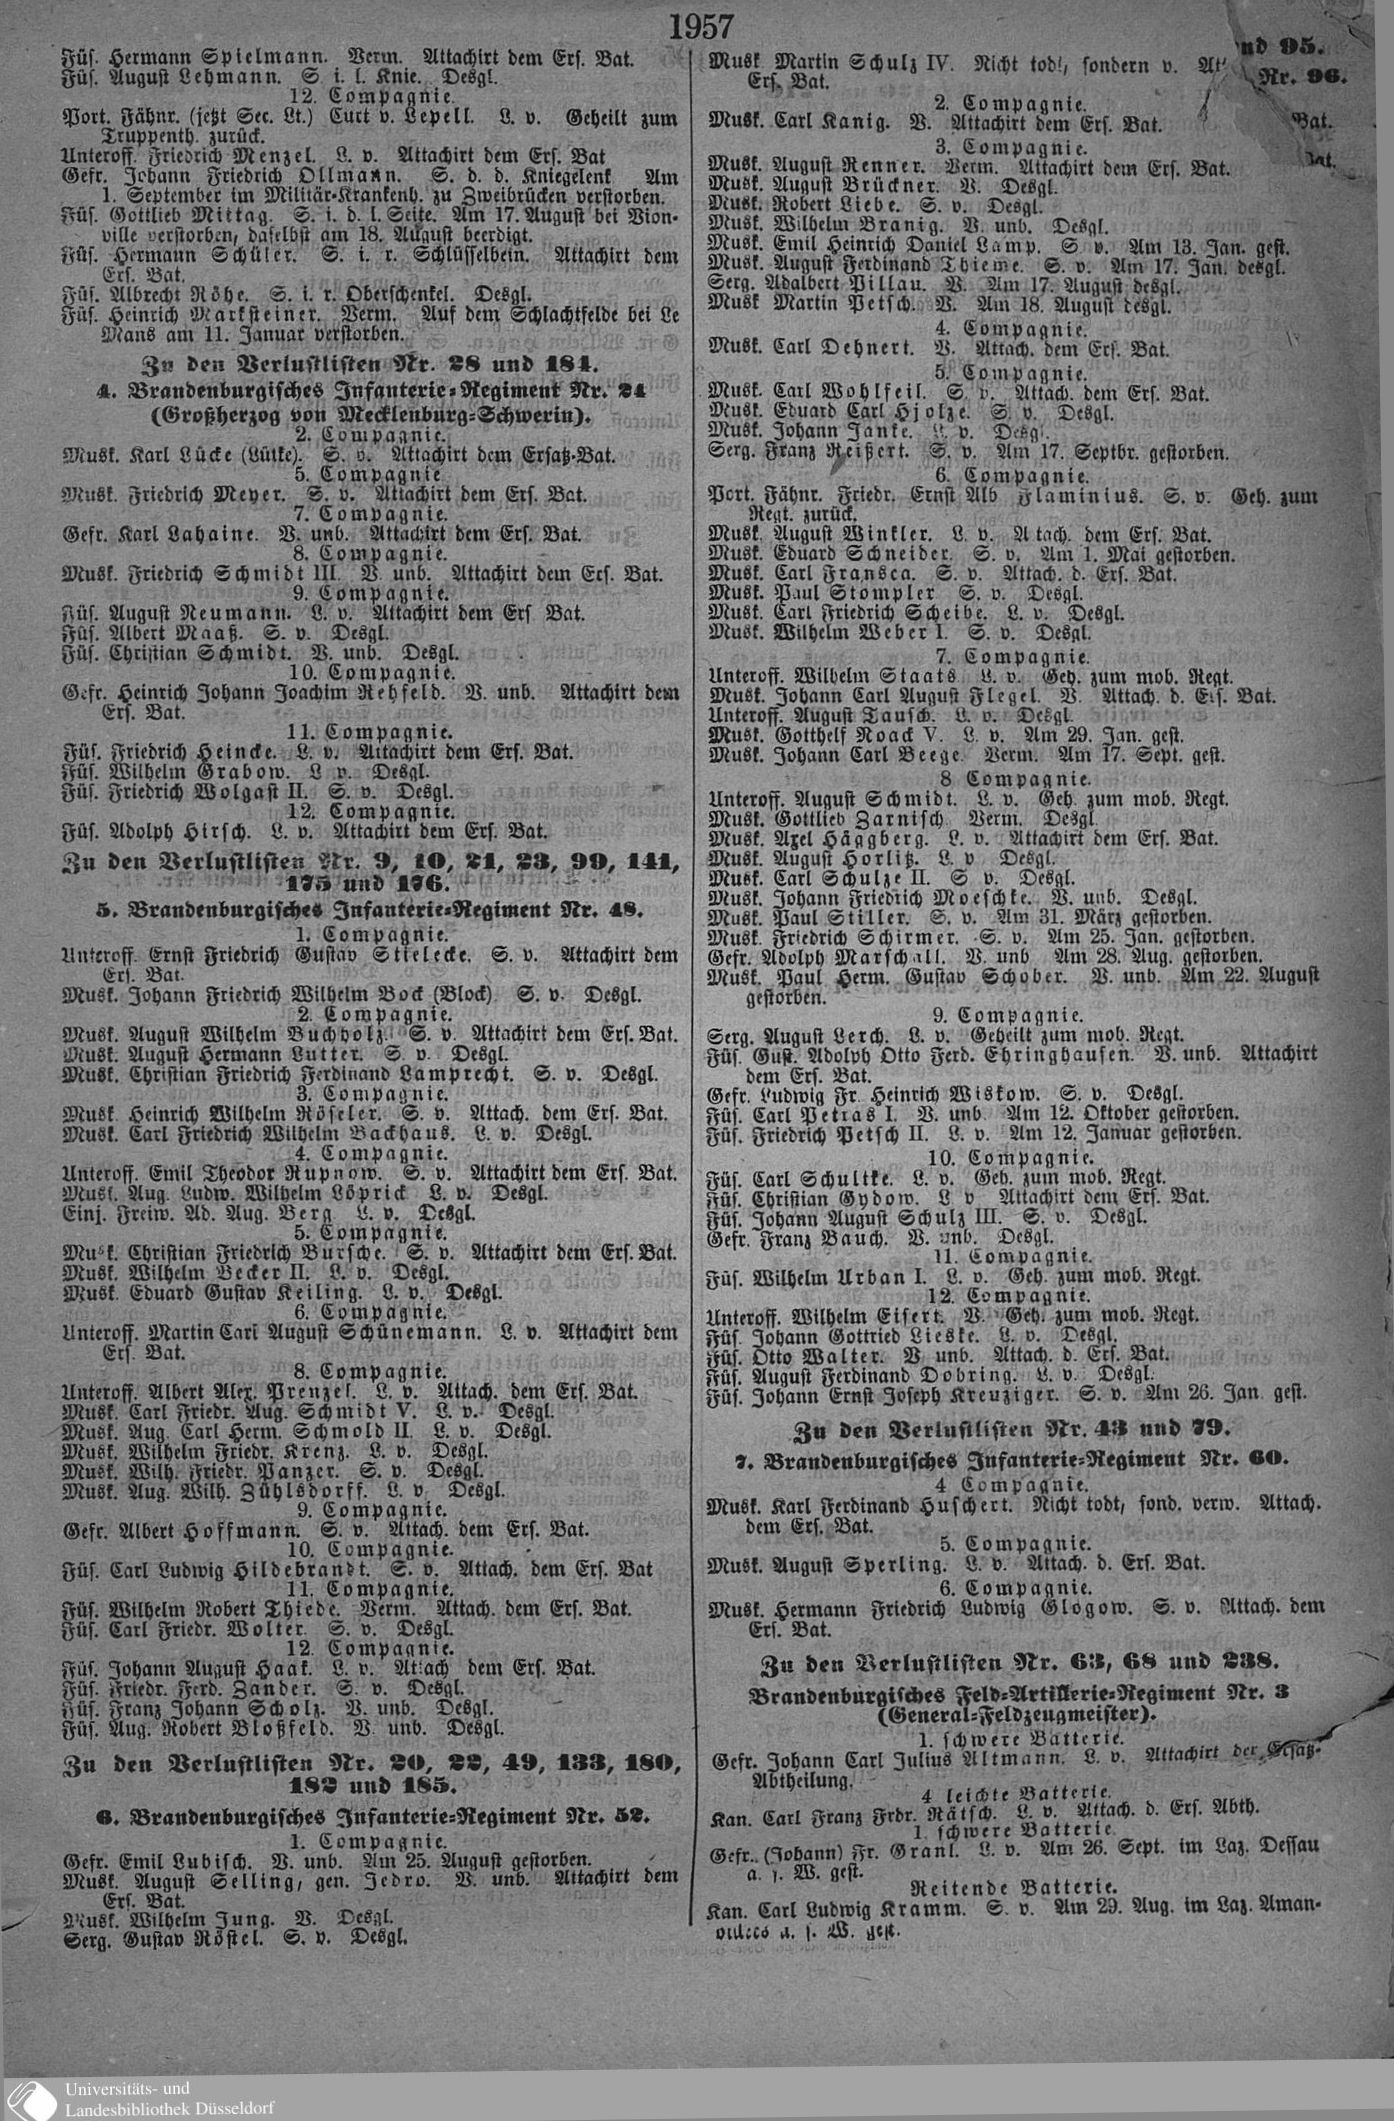 1957
Füs. Hermann Spielmann. Verm. Attachirt dem Ers. Bat.
Füs. August Lehmann. S. i. l. Knie. Desgl.
12. Compagnie.
Port. Fähnr. (jetzt Sec. Lt.) Curt v. Lepell. L. v. Geheilt zum
Truppenth. zurück.
Unteroff. Friedrich Menzel. L. v. Attachirt dem Ers. Bat
Gefr. Johann Friedrich Ollmann. S. d. d. Kniegelenk Am
1. September im Militär-Krankenh. zu Zweibrücken verstorben.
Füs. Gottlieb Mittag. S. i. d. l. Seite. Am 17. August bei Vion-
ville verstorben, daselbst am 18. August beerdigt.
Füs. Hermann Schüler. S. i. r. Schlüsselbein. Attachirt dem
Ers. Bat.
Füs. Albrecht Röhe. S. i. r. Oberschenkel. Desgl.
Füs. Heinrich Marksteiner. Verm. Auf dem Schlachtfelde bei Le
Mans am 11. Januar verstorben.
Zu den Verlustlisten Nr. 28 und 184.
4. Brandenburgisches Infanterie-Regiment Nr. 24
(Großherzog von Mecklenburg-Schwerin).
2. Compagnie.
Musk. Karl Lücke (Lütke). S. v. Attachirt dem Ersatz-Bat.
5. Compagnie
Musk. Friedrich Meyer. S. v. Attachirt dem Ers. Bat.
7. Compagnie.
Gefr. Karl Lahaine. V. unb. Attachirt dem Ers. Bat.
8. Compagnie.
Musk. Friedrich Schmidt III. V. unb. Attachirt dem Ers. Bat.
9. Compagnie.
Füs. August Neumann. L. v. Attachirt dem Ers Bat.
Füs. Albert Maaß. S. v. Desgl.
Füs. Christian Schmidt. V. unb. Desgl.
10. Compagnie.
Gefr. Heinrich Johann Joachim Rehfeld. V. unb. Attachirt dem
Ers. Bat.
11. Compagnie.
Füs. Friedrich Heincke. L. v. Attachirt dem Ers. Bat.
Füs. Wilhelm Grabow. L v. Desgl.
Füs. Friedrich Wolgast II. S. v. Desgl.
12. Compagnie.
Füs. Adolph Hirsch. L. v. Attachirt dem Ers. Bat.
Zu den Verlustlisten Nr. 9, 10, 21, 23, 99, 141,
175 und 176.
5. Brandenburgisches Infanterie-Regiment Nr. 48.
1. Compagnie.
Unteroff. Ernst Friedrich Gustav Stielecke. S. v. Attachirt dem
Ers. Bat.
Musk. Johann Friedrich Wilhelm Bock (Block) S. v. Desgl.
2. Compagnie.
Musk. August Wilhelm Buchholz. S. v. Attachirt dem Ers. Bat.
Musk. August Hermann Lutter. S. v. Desgl.
Musk. Christian Friedrich Ferdinand Lamprecht. S. v. Desgl.
3. Compagnie.
Musk. Heinrich Wilhelm Röseler. S. v. Attach. dem Ers. Bat.
Musk. Carl Friedrich Wilhelm Backhaus. L. v. Desgl.
4. Compagnie.
Unteroff. Emil Theodor Rupnow. S. v. Attachirt dem Ers. Bat.
Musk. Aug. Ludw. Wilhelm Löprick L. v. Desgl.
Einj. Freiw. Ad. Aug. Berg L. v. Desgl.
5. Compagnie.
Musk. Christian Friedrich Bursche. S. v. Attachirt dem Ers. Bat.
Musk. Wilhelm Becker II. L. v. Desgl.
Musk. Eduard Gustav Keiling. L. v. Desgl.
6. Compagnie.
Unteroff. Martin Carl August Schünemann. L. v. Attachirt dem
Ers. Bat.
8. Compagnie.
Unteroff. Albert Alex. Prenzel. L. v. Attach. dem Ers. Bat.
Musk. Carl Friedr. Aug. Schmidt V. L. v. Desgl.
Musk. Aug. Carl Herm. Schmold II. L. v. Desgl.
Musk. Wilhelm Friedr. Krenz. L. v. Desgl.
Musk. Wilh. Friedr. Panzer. S. v. Desgl.
Musk. Aug. Wilh. Zühlsdorff. L. v. Desgl.
9. Compagnie.
Gefr. Albert Hoffmann. S. v. Attach. dem Ers. Bat.
10. Compagnie.
Füs. Carl Ludwig Hildebrandt. S. v. Attach. dem Ers. Bat
11. Compagnie.
Füs. Wilhelm Robert Thiede. Verm. Attach. dem Ers. Bat.
Füs. Carl Friedr. Wolter. S. v. Desgl.
12. Compagnie.
Füs. Johann August Haak. L. v. Attach dem Ers. Bat.
Füs. Friedr. Ferd. Zander. S. v. Desgl.
Füs. Franz Johann Scholz. V. unb. Desgl.
Füs. Aug. Robert Bloßfeld. V. unb. Desgl.
Zu den Verlustlisten Nr. 20, 22, 49, 133, 180,
182 und 185.
6. Brandenburgisches Infanterie-Regiment Nr. 52.
1. Compagnie.
Gefr. Emil Lubisch. V. unb. Am 25. August gestorben.
Musk. August Selling, gen. Jedro. V. unb. Attachirt dem
Ers. Bat.
Musk. Wilhelm Jung. V. Desgl.
Serg. Gustav Röstel. S. v. Desgl.
Musk Martin Schulz IV. Nicht todt, sondern v.
Ers. Bat.
2. Compagnie.
Musk. Carl Kanig. V. Attachirt dem Ers. Bat.
3. Compagnie.
Musk. August Renner. Verm. Attachirt dem Ers. Bat.
Musk. August Brückner. V. Desgl.
Musk. Robert Liebe. S. v. Desgl.
Musk. Wilhelm Branig. V. unb. Desgl.
Musk. Emil Heinrich Daniel Lamp. S v. Am 13. Jan. gest.
Musk. August Ferdinand Thieme. S. v. Am 17. Jan. desgl.
Serg. Adalbert Pillau. V. Am 17. August desgl.
Musk Martin Petsch. V. Am 18. August desgl.
4. Compagnie.
Musk. Carl Dehnert. V. Attach. dem Ers. Bat.
5. Compagnie.
Musk. Carl Wohlfeil. S. v. Attach. dem Ers. Bat.
Musk. Eduard Carl Hjolze. S. v. Desgl.
Musk. Johann Janke. L. v. Desgl.
Serg. Franz Reißert. S. v. Am 17. Septbr. gestorben.
6. Compagnie.
Port. Fähnr. Friedr. Ernst Alb Flaminius. S. v. Geh. zum
Regt. zurück.
Musk. August Winkler. L. v. Attach. dem Ers. Bat.
Musk. Eduard Schneider. S. v. Am 1. Mai gestorben.
Musk. Carl Fransca. S. v. Attach. d. Ers. Bat.
Musk. Paul Stompler S. v. Desgl.
Musk. Carl Friedrich Scheibe. L. v. Desgl.
Musk. Wilhelm Weber I. S. v. Desgl.
7. Compagnie.
Unteroff. Wilhelm Staats L. v. Geh. zum mob. Regt.
Musk. Johann Carl August Flegel. V. Attach. d. Ers. Bat.
Unteroff. August Tausch. L. v. Desgl.
Musk. Gotthelf Noack V. L. v. Am 29. Jan. gest.
Musk. Johann Carl Beege. Verm. Am 17. Sept. gest.
8 Compagnie.
Unteroff. August Schmidt. L. v. Geh. zum mob. Regt.
Musk. Gottlieb Zarnisch. Verm. Desgl
Musk. Axel Häggberg. L. v. Attachirt dem Ers. Bat.
Musk. August Horlitz. L. v Desgl.
Musk. Carl Schulze II. S v. Desgl.
Musk. Johann Friedrich Moeschke. V. unb. Desgl.
Musk. Paul Stiller. S. v. Am 31. März gestorben.
Musk. Friedrich Schirmer. S. v. Am 25. Jan. gestorben.
Gefr. Adolph Marschall. V. unb Am 28. Aug. gestorben.
Musk. Paul Herm. Gustav Schober. V. unb. Am 22. August
gestorben.
9. Compagnie.
Serg. August Lerch. L. v. Geheilt zum mob. Regt.
Füs. Gust. Adolph Otto Ferd. Ehringhausen. V. unb. Attachirt
dem Ers. Bat.
Gefr. Ludwig Fr. Heinrich Wiskow. S. v. Desgl.
Füs. Carl Petras I. V. unb. Am 12. Oktober gestorben.
Füs. Friedrich Petsch II. L. v. Am 12. Januar gestorben.
10. Compagnie.
Füs. Carl Schultke. L. v. Geh. zum mob. Regt.
Füs. Christian Gydow. L v Attachirt dem Ers. Bat.
Füs. Johann August Schulz III. S. v. Desgl.
Gefr. Franz Bauch. V. unb. Desgl.
11. Compagnie.
Füs. Wilhelm Urban I. L. v. Geh. zum mob. Regt.
12. Compagnie.
Unteroff. Wilhelm Eisert. V. Geh. zum mob. Regt.
Füs. Johann Gottried Lieske. L. v. Desgl.
Füs. Otto Walter. V. unb. Attach. d. Ers. Bat.
Füs. August Ferdinand Dobring. L. v. Desgl.
Füs. Johann Ernst Joseph Kreuziger. S. v. Am 26. Jan gest.
Zu den Verlustlisten Nr. 43 und 79.
7. Brandenburgisches Infanterie-Regiment Nr. 60.
4 Compagnie.
Musk. Karl Ferdinand Huschert. Nicht todt, sond. verw. Attach.
dem Ers. Bat.
5. Compagnie.
Musk. August Sperling. L. v. Attach. d. Ers. Bat.
6. Compagnie.
Musk. Hermann Friedrich Ludwig Glogow. S. v. Attach. dem
Ers. Bat.
Zu den Verlustlisten Nr. 63, 68 und 238.
Brandenburgisches Feld-Artillerie-Regiment Nr. 3
(General-Feldzeugmeister).
1. schwere Batterie.
Gefr. Johann Carl Julius Altmann. L. v. Attachirt der Ersatz-
Abtheilung.
4 leichte Batterie.
Kan. Carl Franz Frdr. Rätsch. L. v. Attach. d. Ers. Abth.
1. schwere Batterie
Gefr. (Johann) Fr. Granl. L. v. Am 26. Sept. im Laz. Dessau
a. s. W. gest.
Reitende Batterie.
Kan. Carl Ludwig Kramm. S. v. Am 29. Aug. im Laz. Aman-
villes a. s. W. gest.
nd 95.
Nr. 96.
Bat.
Bat.
Universitäts- und
Landesbibliothek Düsseldorf